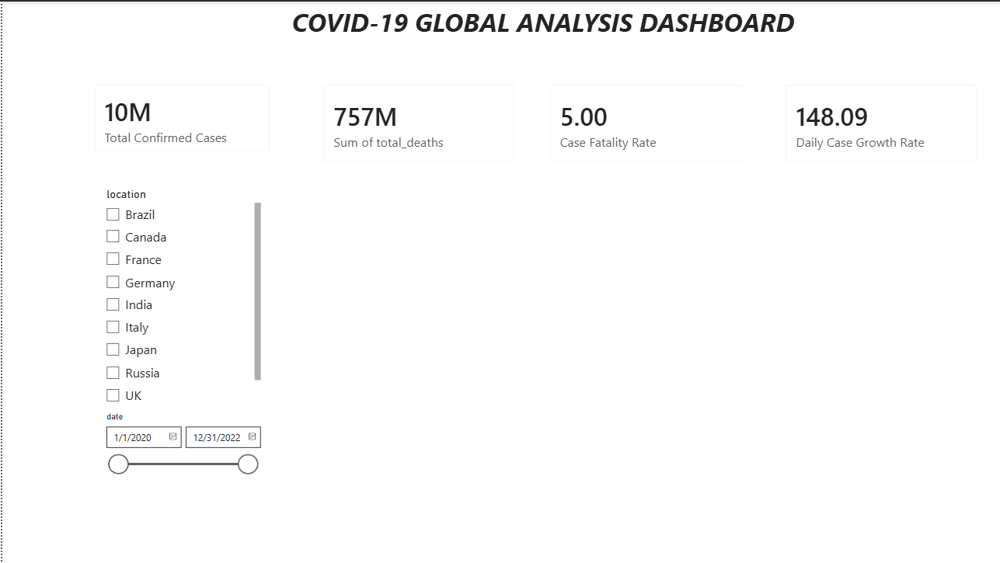 COVID-19 GLOBAL ANALYSIS DASHBOARD
10M
Total Confirmed Cases
757M
Sum of total_deaths
5.00
Case Fatality Rate
148.09
Daily Case Growth Rate
location
Brazil
Canada
France
Germany
India
Italy
Japan
Russia
UK
date
1/1/2020 12/31/2022